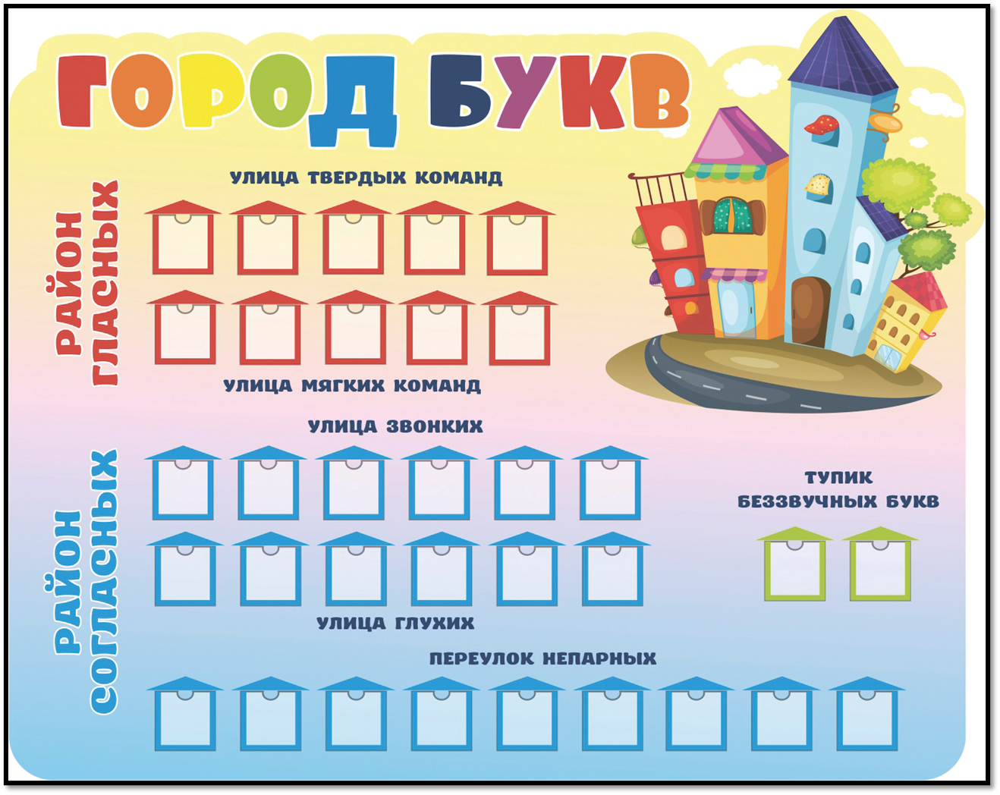 ГОРОД БУКВ
УЛИЦА ТВЕРДЫХ КОМАНД
РАЙОН
ГЛАСНЫХ
УЛИЦА МЯГКИХ КОМАНД
УЛИЦА ЗВОНКИХ
РАЙОН
СОГЛАСНЫХ
ТУПИК
БЕЗЗВУЧНЫХ БУКВ
УЛИЦА ГЛУХИХ
ПЕРЕУЛОК НЕПАРНЫХ